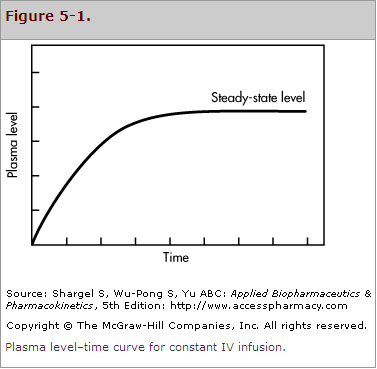 Figure 5-1.
Steady-state level
Plasma level
Time
Source: Shargel S, Wu-Pong S, Yu ABC: Applied Biopharmaceutics &
Pharmacokinetics, 5th Edition: http://www.accesspharmacy.com
Copyright © The McGraw-Hill Companies, Inc. All rights reserved.
Plasma level–time curve for constant IV infusion.